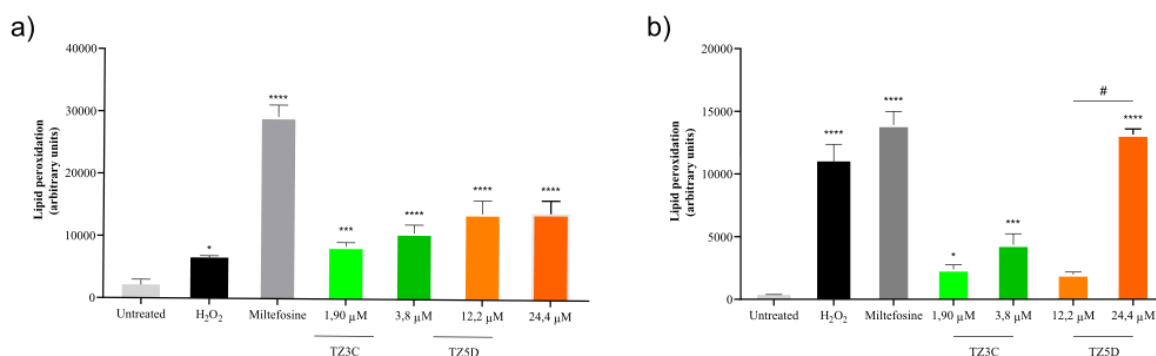 a)
Lipid peroxidation
(arbitrary units)
40000
30000
20000
10000
0
*
****
***
****
****
****
Untreated
H₂O₂
Miltefosine
1,90 µM
3,8 µM
12,2 µM
24,4 µM
TZ3C
TZ5D
b)
Lipid peroxidation
(arbitrary units)
20000
15000
10000
5000
0
****
****
*
***
#
****
Untreated
H₂O₂
Miltefosine
1,90 µM
3,8 µM
12,2 µM
24,4 µM
TZ3C
TZ5D